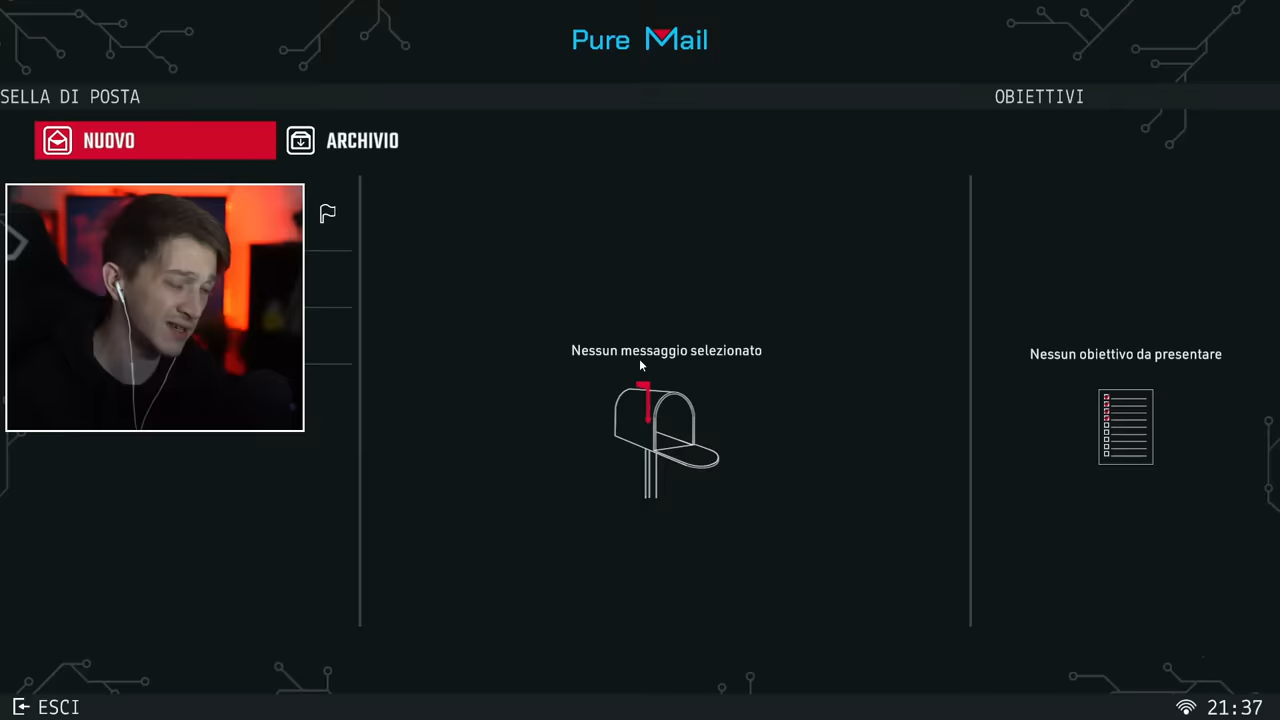 Pure Mail
SELLA DI POSTA
OBIETTIVI
NUOVO
ARCHIVIO
Nessun messaggio selezionato
Nessun obiettivo da presentare
ESCI
21:37